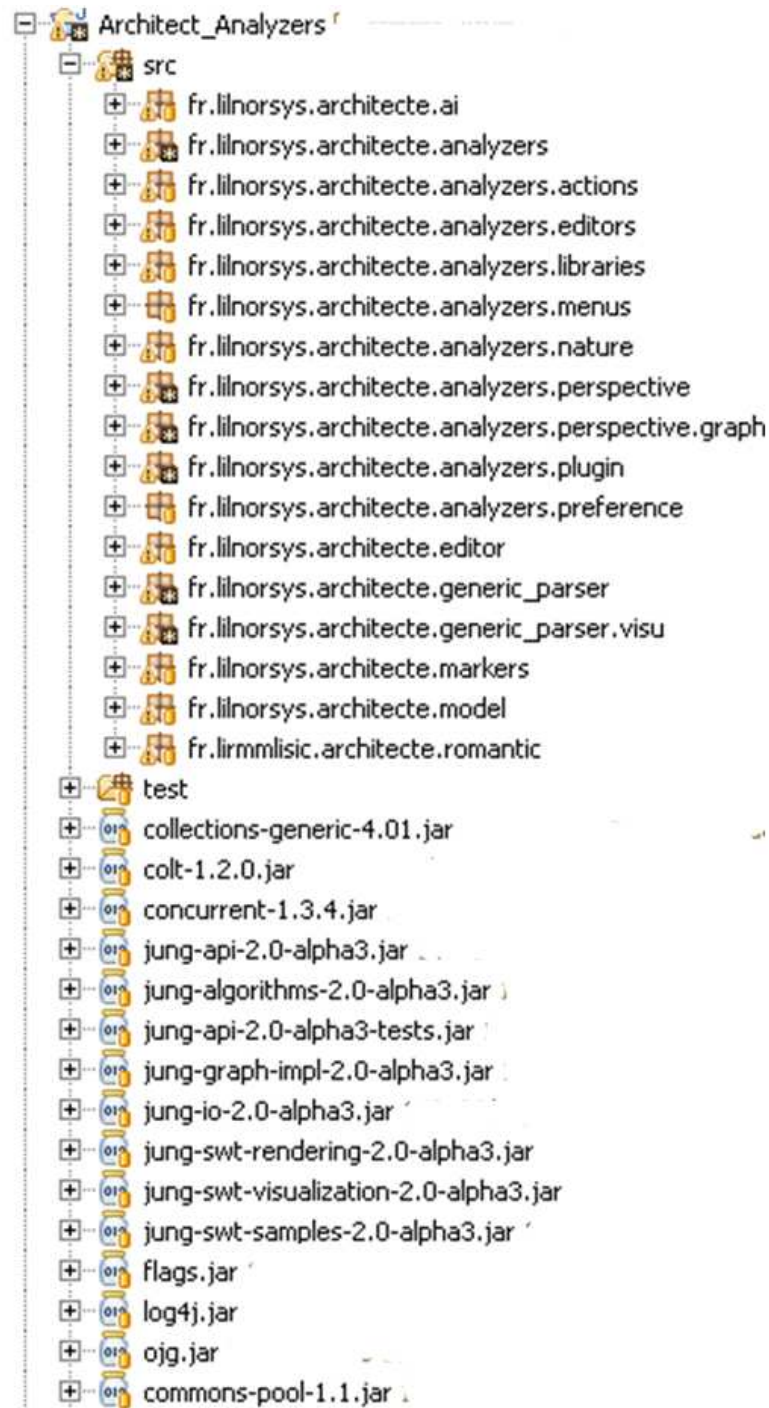 Architect_Analyzers
src
fr.lilnorsys.architecte.ai
fr.lilnorsys.architecte.analyzers
fr.lilnorsys.architecte.analyzers.actions
fr.lilnorsys.architecte.analyzers.editors
fr.lilnorsys.architecte.analyzers.libraries
fr.lilnorsys.architecte.analyzers.menus
fr.lilnorsys.architecte.analyzers.nature
fr.lilnorsys.architecte.analyzers.perspective
fr.lilnorsys.architecte.analyzers.perspective.graph
fr.lilnorsys.architecte.analyzers.plugin
fr.lilnorsys.architecte.analyzers.preference
fr.lilnorsys.architecte.editor
fr.lilnorsys.architecte.generic_parser
fr.lilnorsys.architecte.generic_parser.visu
fr.lilnorsys.architecte.markers
fr.lilnorsys.architecte.model
fr.lirmmlisic.architecte.romantic
test
collections-generic-4.01.jar
colt-1.2.0.jar
concurrent-1.3.4.jar
jung-api-2.0-alpha3.jar
jung-algorithms-2.0-alpha3.jar
jung-api-2.0-alpha3-tests.jar
jung-graph-impl-2.0-alpha3.jar
jung-io-2.0-alpha3.jar
jung-swt-rendering-2.0-alpha3.jar
jung-swt-visualization-2.0-alpha3.jar
jung-swt-samples-2.0-alpha3.jar
flags.jar
log4j.jar
ojg.jar
commons-pool-1.1.jar